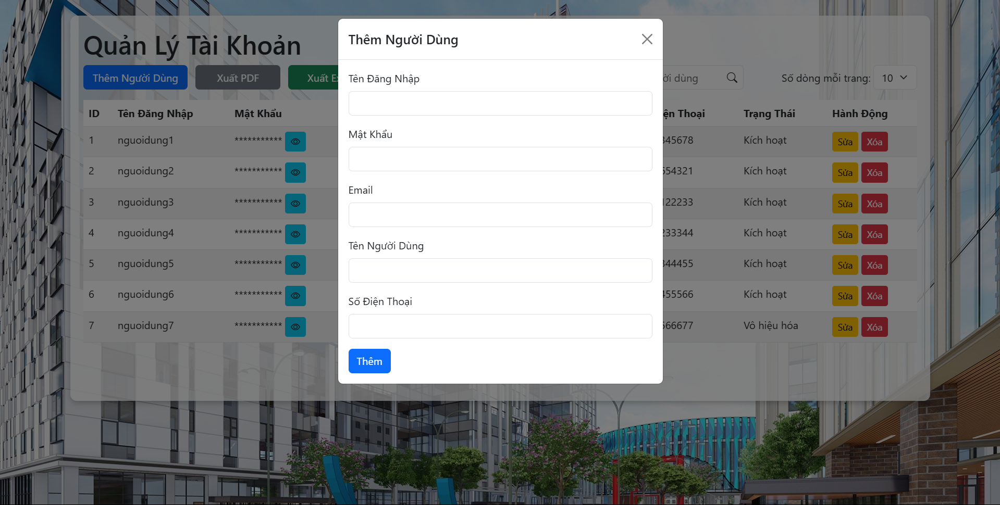 Quản Lý Tài Khoản
Thêm Người Dùng
Xuất PDF
Xuất
dùng
Số dòng mỗi trang: 10
ID Tên Đăng Nhập Mật Khẩu Thoại Trạng Thái Hành Động
1 nguoidung1 *********** 345678 Kích hoạt Sửa Xóa
2 nguoidung2 *********** 654321 Kích hoạt Sửa Xóa
3 nguoidung3 *********** 122233 Kích hoạt Sửa Xóa
4 nguoidung4 *********** 233344 Kích hoạt Sửa Xóa
5 nguoidung5 *********** 344455 Kích hoạt Sửa Xóa
6 nguoidung6 *********** 455566 Kích hoạt Sửa Xóa
7 nguoidung7 *********** 566677 Vô hiệu hóa Sửa Xóa
Thêm Người Dùng
Tên Đăng Nhập
Mật Khẩu
Email
Tên Người Dùng
Số Điện Thoại
Thêm